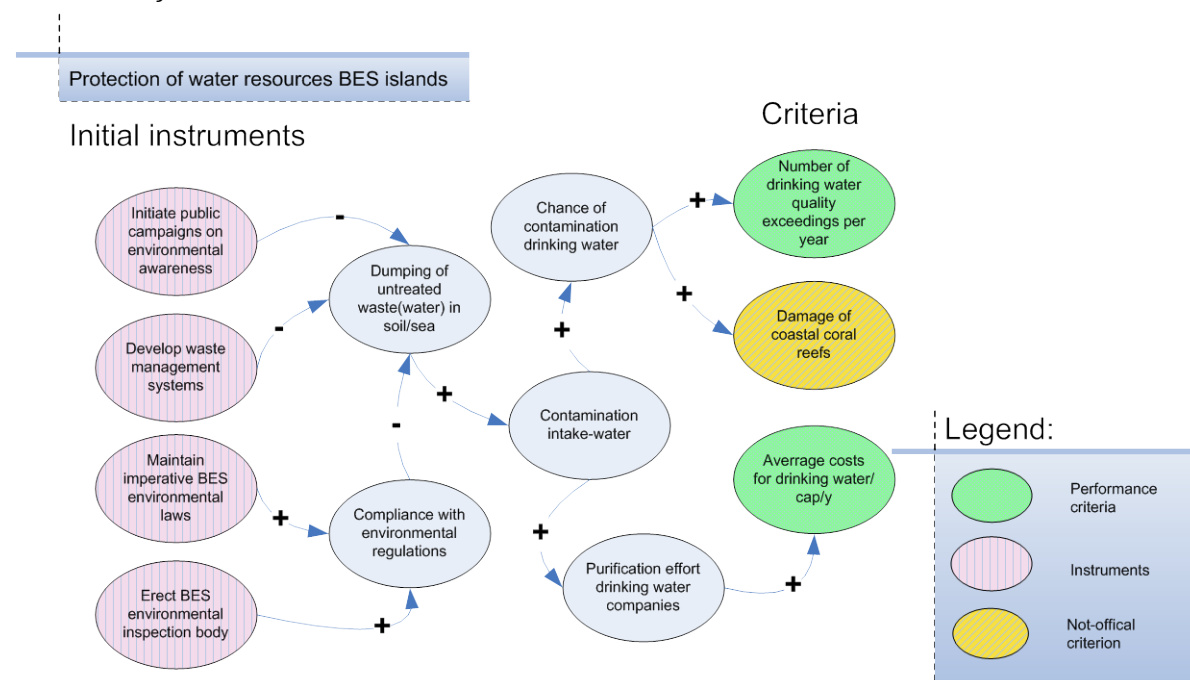 Protection of water resources BES islands
Initial instruments
Criteria
Initiate public
campaigns on
environmental
awareness
Develop waste
management
systems
Maintain
imperative BES
environmental
laws
Erect BES
environmental
inspection body
-
-
-
+
+
Dumping of
untreated
waste(water) in
soil/sea
Compliance with
environmental
regulations
+
Chance of
contamination
drinking water
+
Contamination
intake-water
+
Purification effort
drinking water
companies
+
+
+
Number of
drinking water
quality
exceedings per
year
Damage of
coastal coral
reefs
Averrage costs
for drinking water/
cap/y
Legend:
Performance
criteria
Instruments
Not-offical
criterion